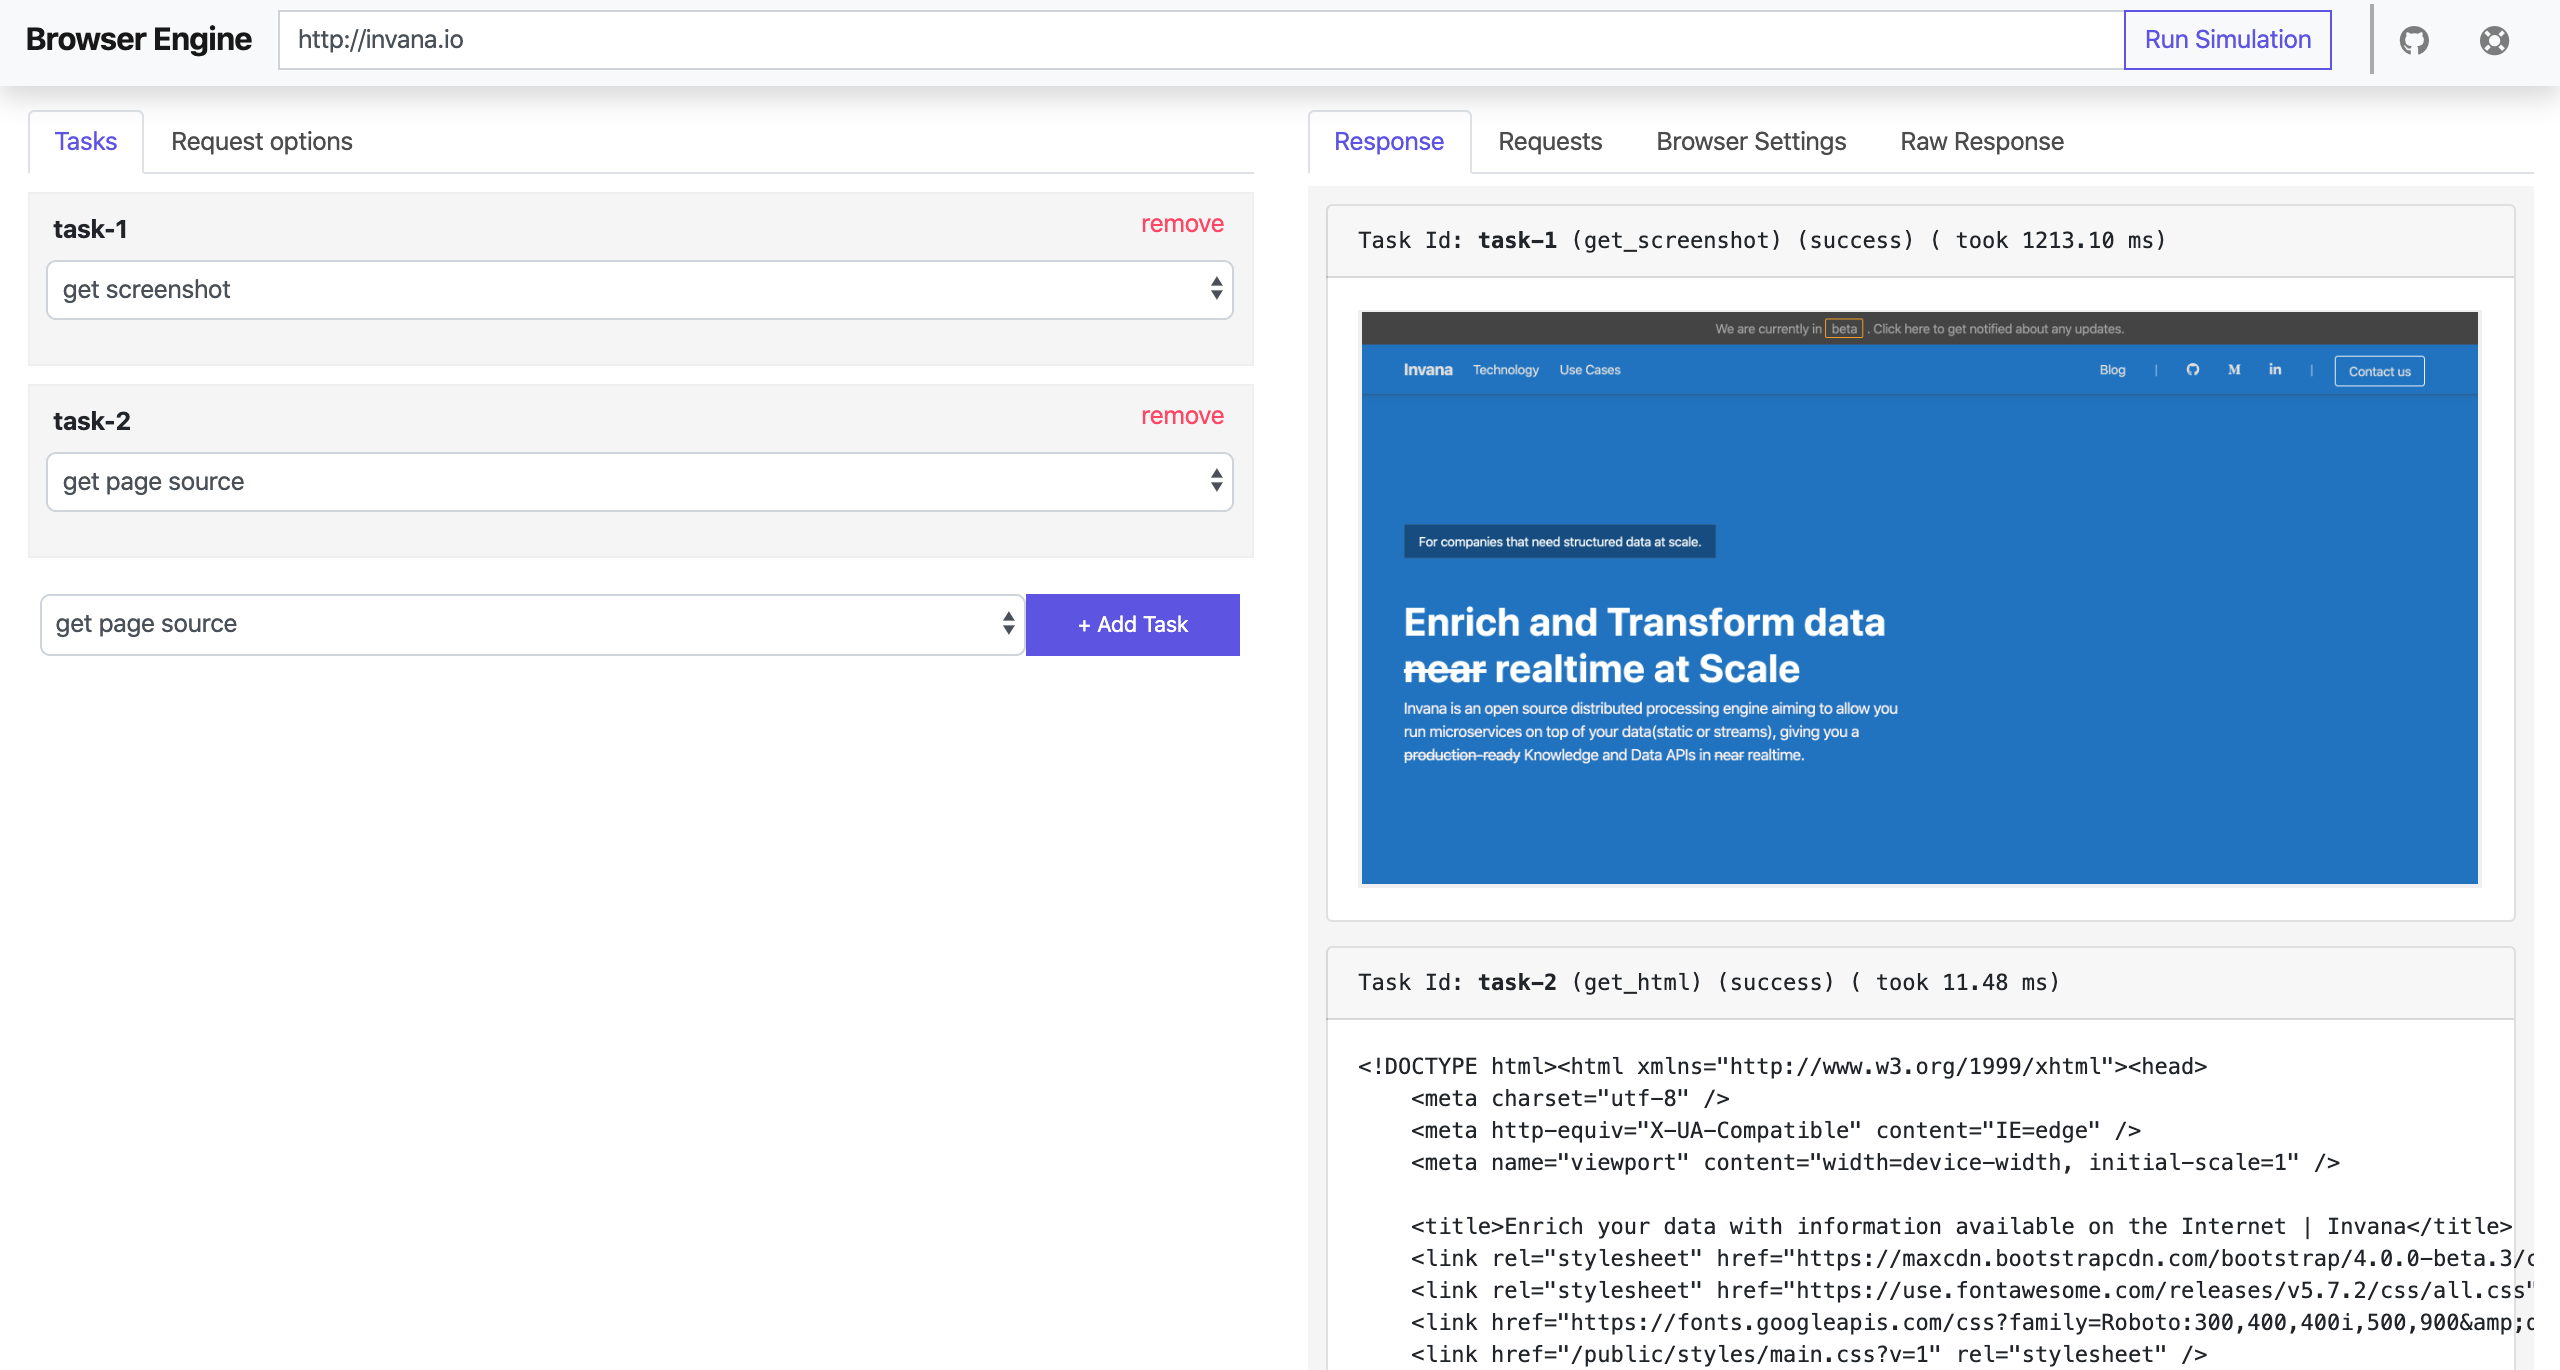 Browser Engine
http://invana.io
Run Simulation
Tasks
Request options
task-1
remove
get screenshot
task-2
remove
get page source
get page source
+ Add Task
Response
Requests
Browser Settings
Raw Response
Task Id: task-1 (get_screenshot) (success) ( took 1213.10 ms)
We are currently in beta . Click here to get notified about any updates.
Invana
Technology
Use Cases
Blog
|
|
Contact us
For companies that need structured data at scale.
Enrich and Transform data
near realtime at Scale
Invana is an open source distributed processing engine aiming to allow you
run microservices on top of your data(static or streams), giving you a
production-ready Knowledge and Data APIs in near realtime.
Task Id: task-2 (get_html) (success) ( took 11.48 ms)
<!DOCTYPE html><html xmlns="http://www.w3.org/1999/xhtml"><head>
<meta charset="utf-8" />
<meta http-equiv="X-UA-Compatible" content="IE=edge" />
<meta name="viewport" content="width=device-width, initial-scale=1" />
<title>Enrich your data with information available on the Internet | Invana</title>
<link rel="stylesheet" href="https://maxcdn.bootstrapcdn.com/bootstrap/4.0.0-beta.3/c
<link rel="stylesheet" href="https://use.fontawesome.com/releases/v5.7.2/css/all.css"
<link href="https://fonts.googleapis.com/css?family=Roboto:300,400,400i,500,900&amp;d
<link href="/public/styles/main.css?v=1" rel="stylesheet" />